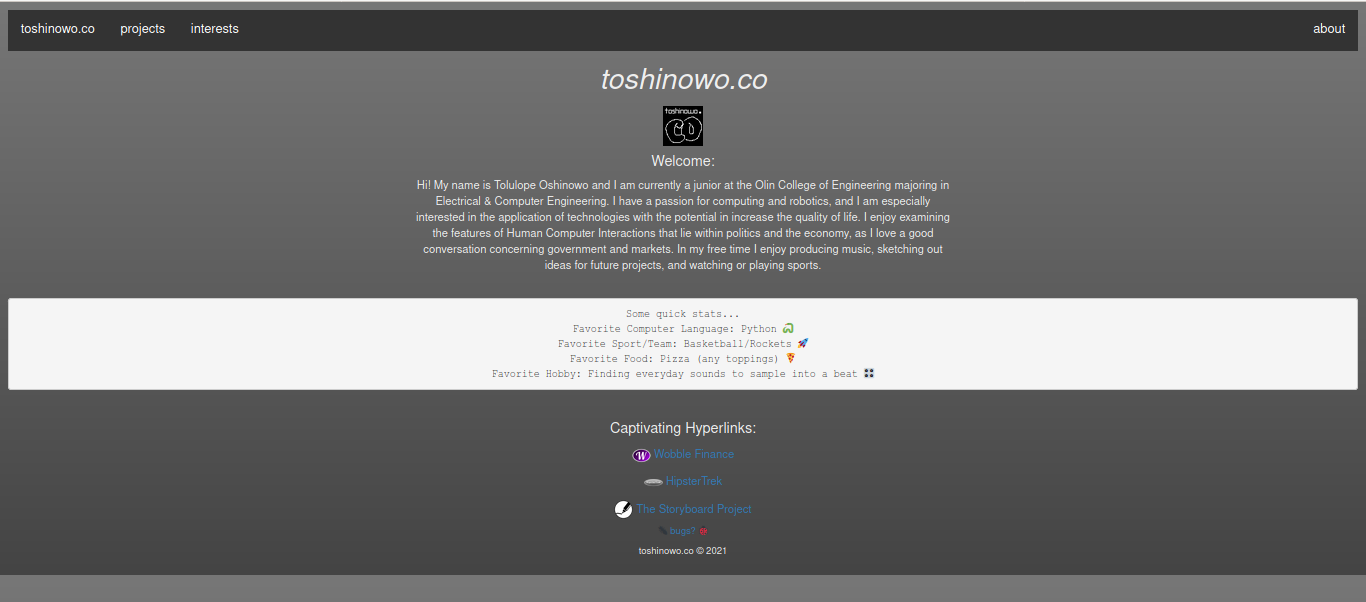 toshinowo.co projects interests about
toshinowo.co
toshinowo.
CO
Welcome:
Hi! My name is Tolulope Oshinowo and I am currently a junior at the Olin College of Engineering majoring in
Electrical & Computer Engineering. I have a passion for computing and robotics, and I am especially
interested in the application of technologies with the potential in increase the quality of life. I enjoy examining
the features of Human Computer Interactions that lie within politics and the economy, as I love a good
conversation concerning government and markets. In my free time I enjoy producing music, sketching out
ideas for future projects, and watching or playing sports.
Some quick stats...
Favorite Computer Language: Python 🐍
Favorite Sport/Team: Basketball/Rockets 🚀
Favorite Food: Pizza (any toppings) 🍕
Favorite Hobby: Finding everyday sounds to sample into a beat 🎛
Captivating Hyperlinks:
W Wobble Finance
HipsterTrek
The Storyboard Project
bugs? 🐞
toshinowo.co © 2021